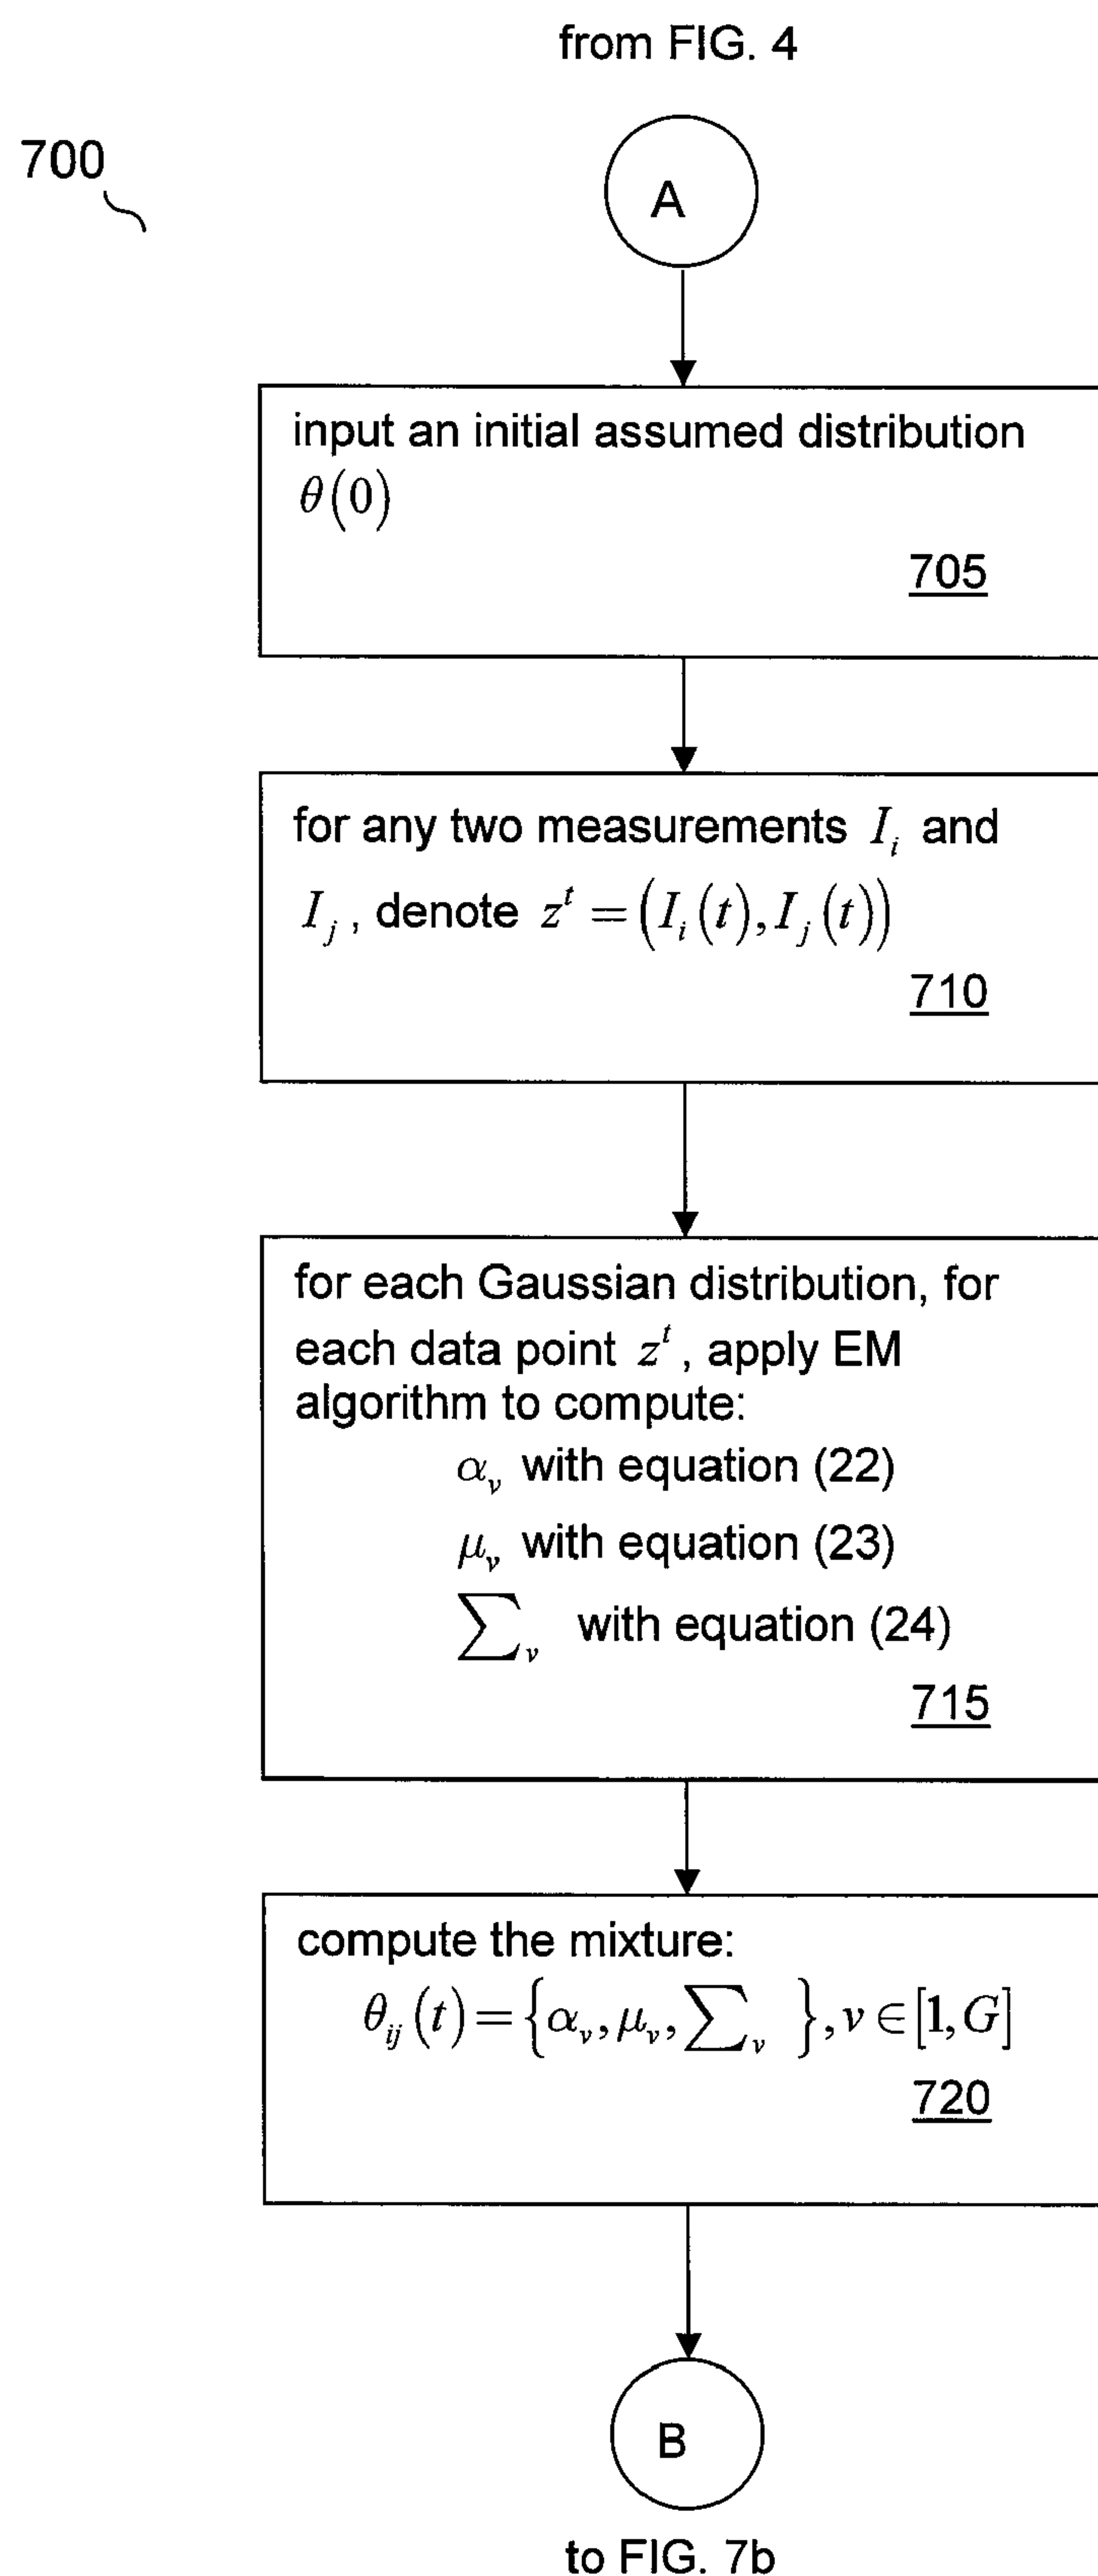 from FIG. 4
700
A
input an initial assumed distribution
θ(0)
705
for any two measurements I_i and
I_j, denote z^t = (I_i(t), I_j(t))
710
for each Gaussian distribution, for
each data point z^t, apply EM
algorithm to compute:
α_v with equation (22)
μ_v with equation (23)
∑_v with equation (24)
715
compute the mixture:
θ_ij(t) = {α_v, μ_v, ∑_v }, v ∈ [1, G]
720
B
to FIG. 7b